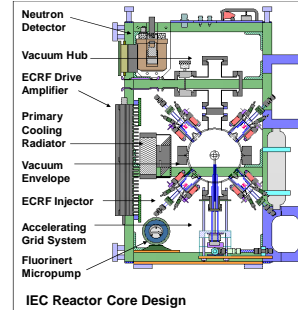 Neutron
Detector
Vacuum Hub
ECRF Drive
Amplifier
Primary
Cooling
Radiator
Vacuum
Envelope
ECRF Injector
Accelerating
Grid System
Fluorinert
Micropump
IEC Reactor Core Design